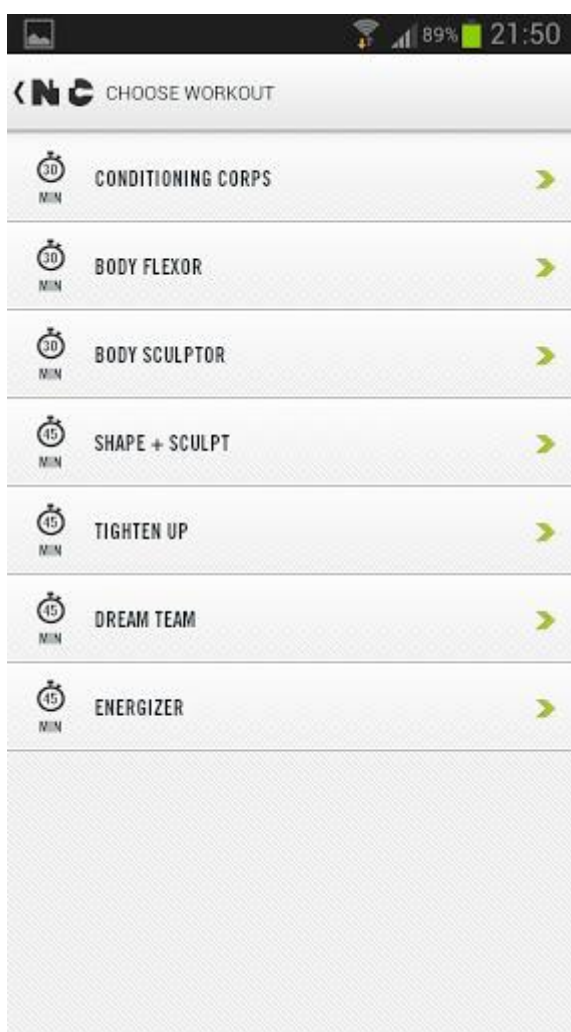 89% 21:50
N C CHOOSE WORKOUT
30
MIN
CONDITIONING CORPS
30
MIN
BODY FLEXOR
30
MIN
BODY SCULPTOR
45
MIN
SHAPE + SCULPT
45
MIN
TIGHTEN UP
45
MIN
DREAM TEAM
45
MIN
ENERGIZER